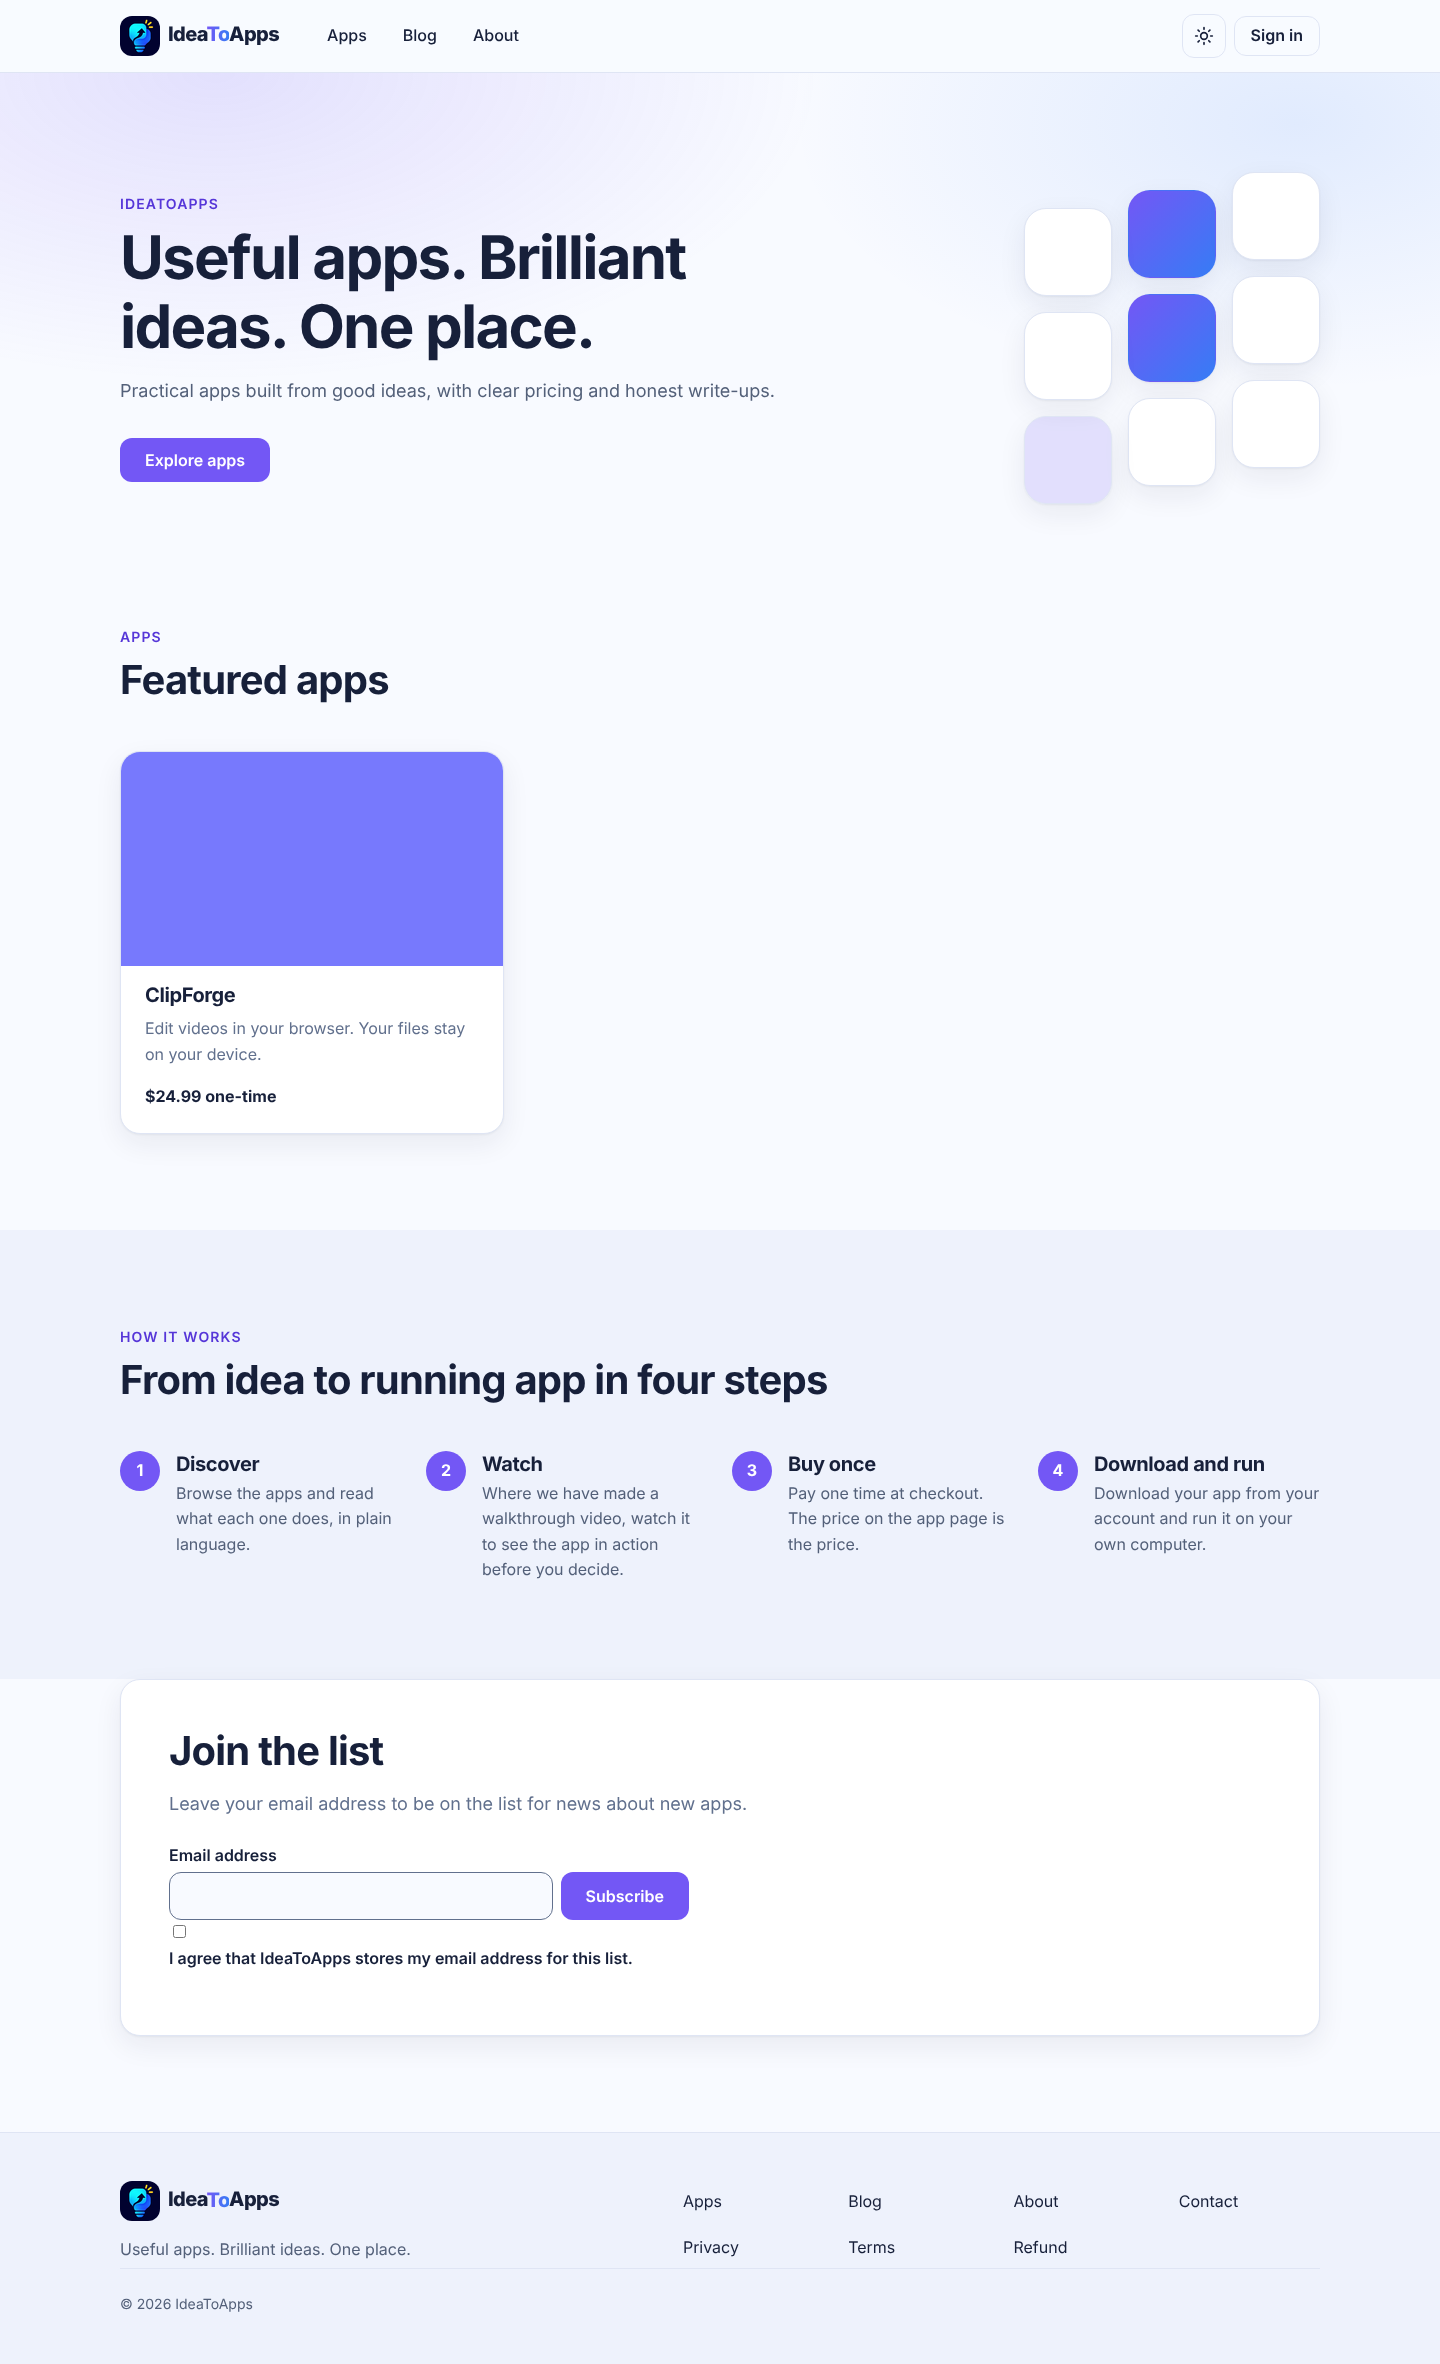 IdeaToApps
Apps
Blog
About
Sign in
IDEATOAPPS
Useful apps. Brilliant
ideas. One place.
Practical apps built from good ideas, with clear pricing and honest write-ups.
Explore apps
APPS
Featured apps
ClipForge
Edit videos in your browser. Your files stay
on your device.
$24.99 one-time
HOW IT WORKS
From idea to running app in four steps
1
Discover
Browse the apps and read
what each one does, in plain
language.
2
Watch
Where we have made a
walkthrough video, watch it
to see the app in action
before you decide.
3
Buy once
Pay one time at checkout.
The price on the app page is
the price.
4
Download and run
Download your app from your
account and run it on your
own computer.
Join the list
Leave your email address to be on the list for news about new apps.
Email address
Subscribe
I agree that IdeaToApps stores my email address for this list.
IdeaToApps
Useful apps. Brilliant ideas. One place.
Apps
Blog
About
Contact
Privacy
Terms
Refund
© 2026 IdeaToApps